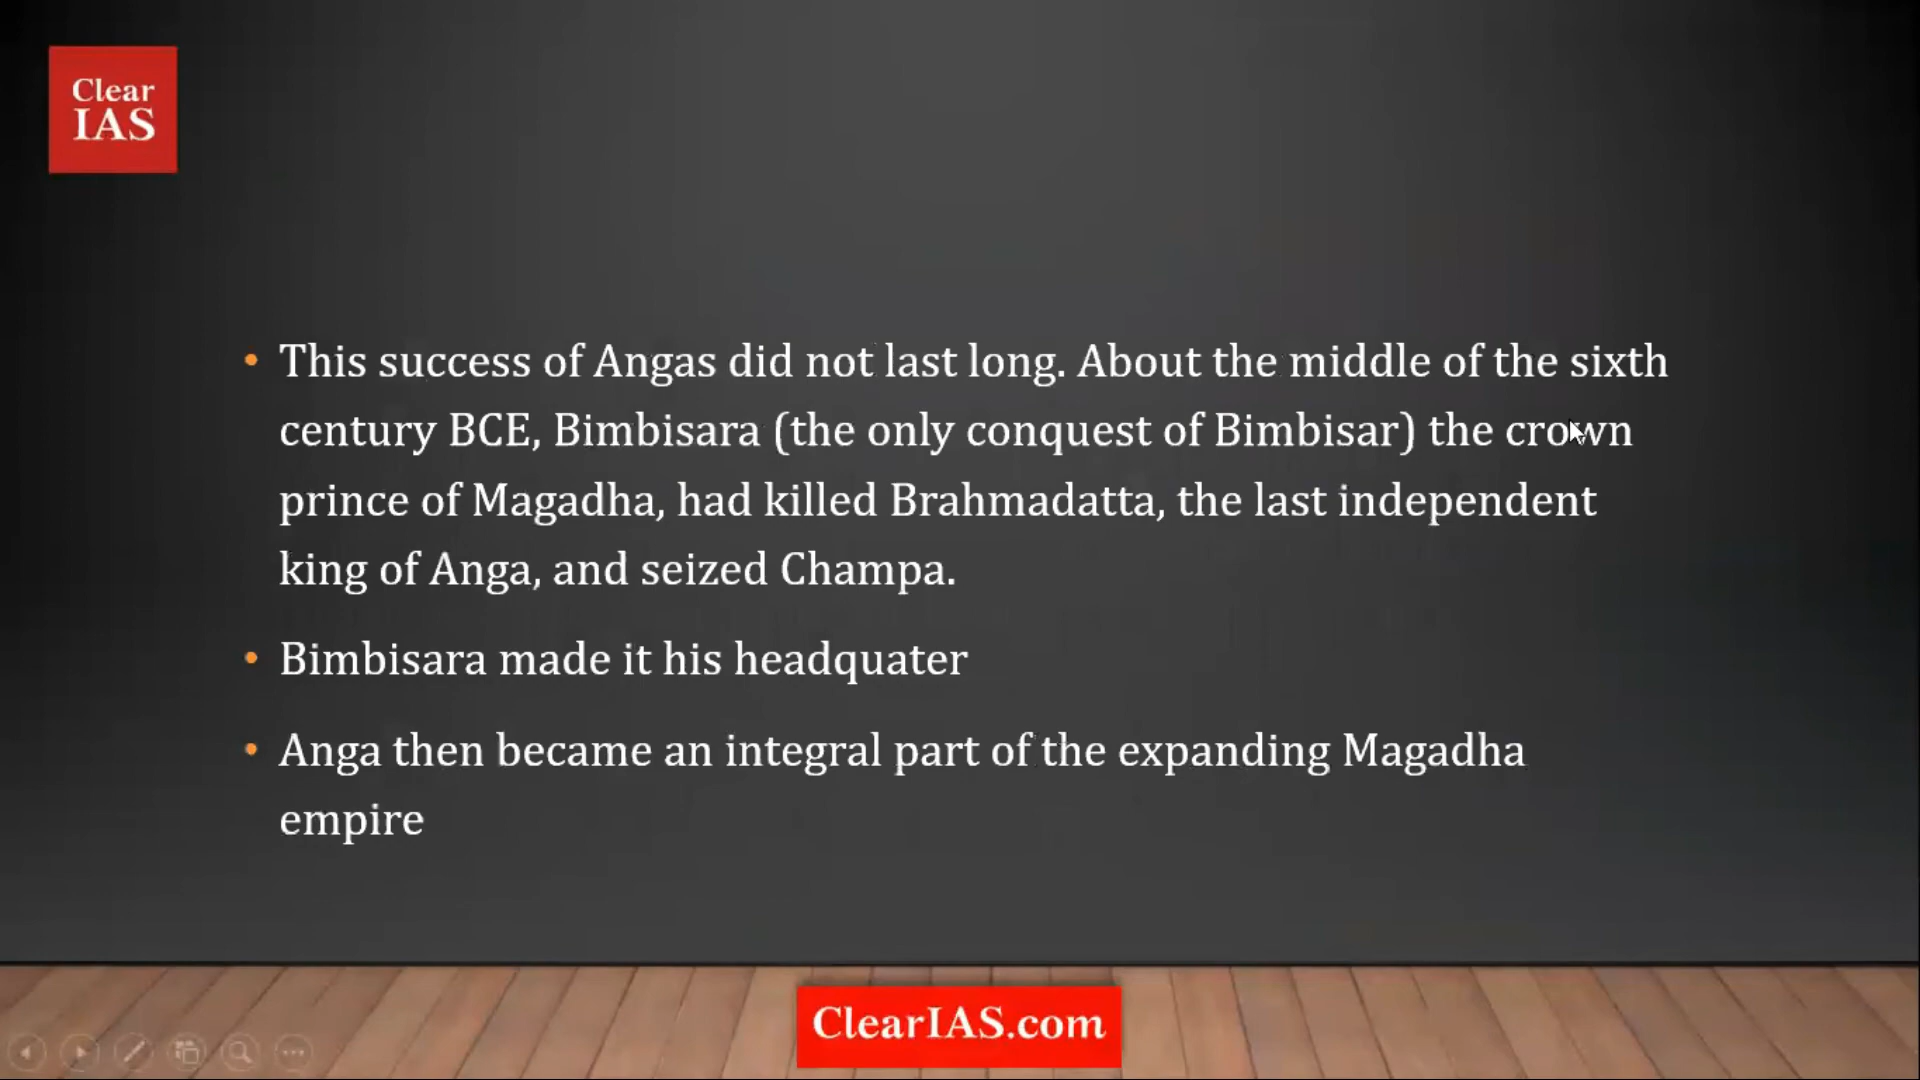 Clear
IAS
• This success of Angas did not last long. About the middle of the sixth
century BCE, Bimbisara (the only conquest of Bimbisar) the crown
prince of Magadha, had killed Brahmadatta, the last independent
king of Anga, and seized Champa.
• Bimbisara made it his headquater
• Anga then became an integral part of the expanding Magadha
empire
ClearIAS.com